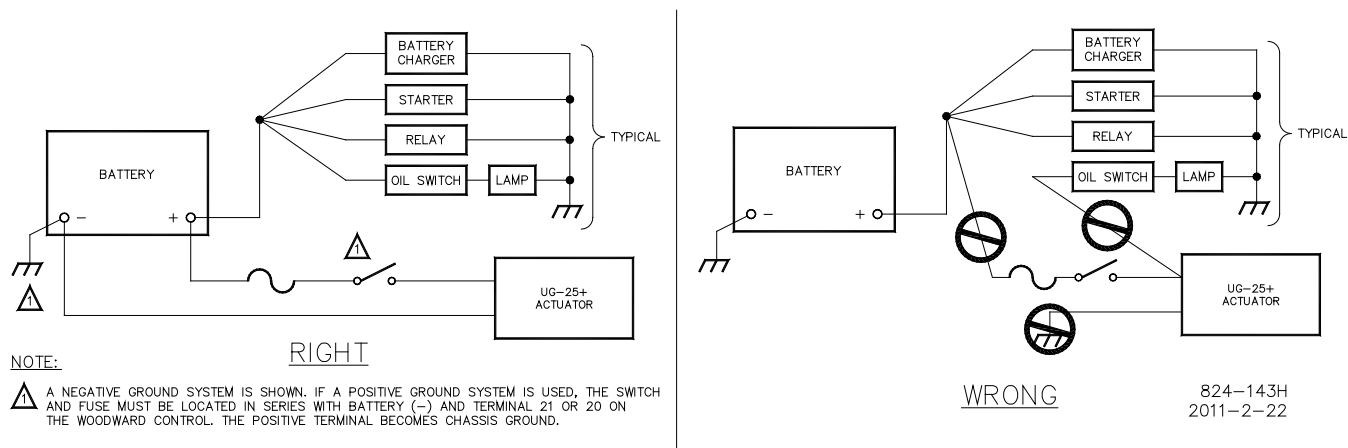 BATTERY
CHARGER
STARTER
RELAY
OIL SWITCH
LAMP
TYPICAL
BATTERY
-
+
1
1
UG-25+
ACTUATOR
RIGHT
NOTE:
1 A NEGATIVE GROUND SYSTEM IS SHOWN. IF A POSITIVE GROUND SYSTEM IS USED, THE SWITCH
AND FUSE MUST BE LOCATED IN SERIES WITH BATTERY (-) AND TERMINAL 21 OR 20 ON
THE WOODWARD CONTROL. THE POSITIVE TERMINAL BECOMES CHASSIS GROUND.
BATTERY
CHARGER
STARTER
RELAY
OIL SWITCH
LAMP
TYPICAL
BATTERY
-
+
UG-25+
ACTUATOR
WRONG
824-143H
2011-2-22